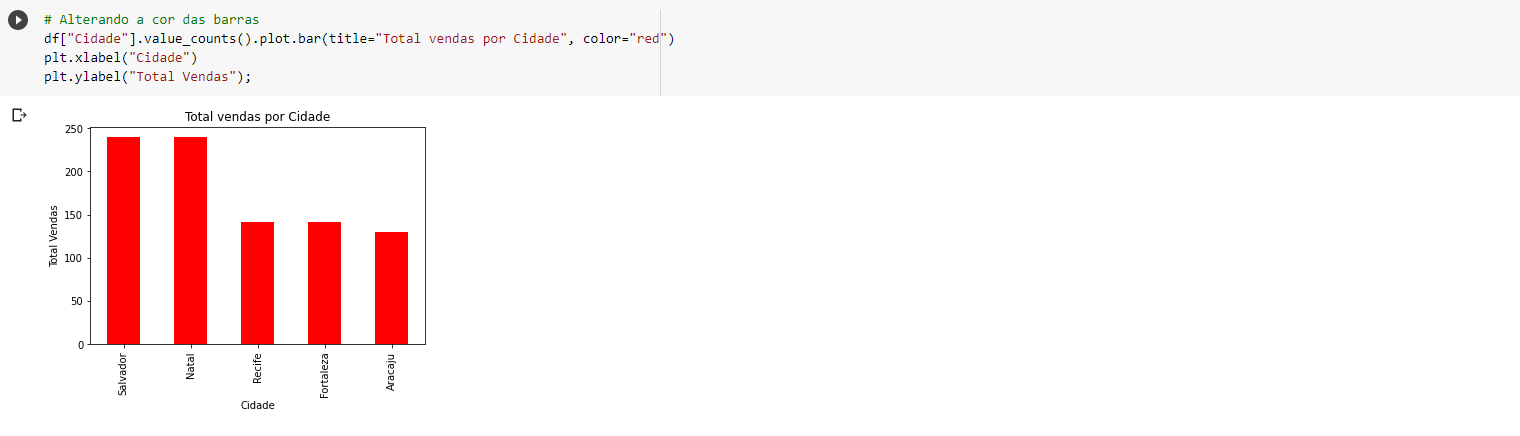 # Alterando a cor das barras
df["Cidade"].value_counts().plot.bar(title="Total vendas por Cidade", color="red")
plt.xlabel("Cidade")
plt.ylabel("Total Vendas");
Total vendas por Cidade
250
200
150
100
50
0
Total Vendas
Salvador
Natal
Recife
Fortaleza
Aracaju
Cidade